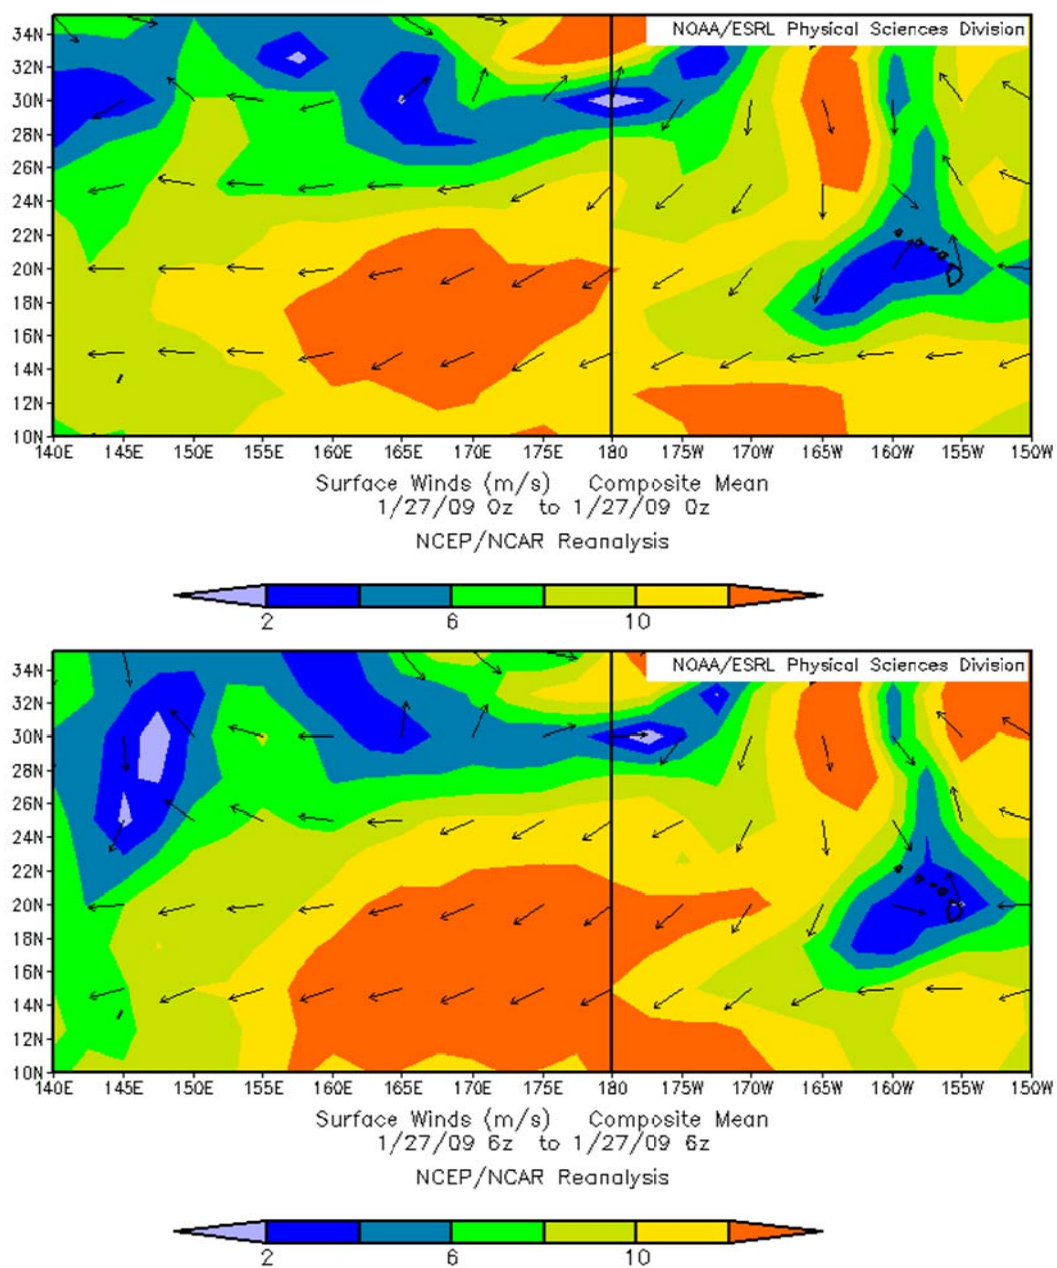 34N
NOAA/ESRL Physical Sciences Division
32N
30N
28N
26N
24N
22N
20N
18N
16N
14N
12N
10N
140E 145E 150E 155E 160E 165E 170E 175E 180 175W 170W 165W 160W 155W 150W
Surface Winds (m/s) Composite Mean
1/27/09 0z to 1/27/09 0z
NCEP/NCAR Reanalysis
2 6 10
34N
NOAA/ESRL Physical Sciences Division
32N
30N
28N
26N
24N
22N
20N
18N
16N
14N
12N
10N
140E 145E 150E 155E 160E 165E 170E 175E 180 175W 170W 165W 160W 155W 150W
Surface Winds (m/s) Composite Mean
1/27/09 6z to 1/27/09 6z
NCEP/NCAR Reanalysis
2 6 10